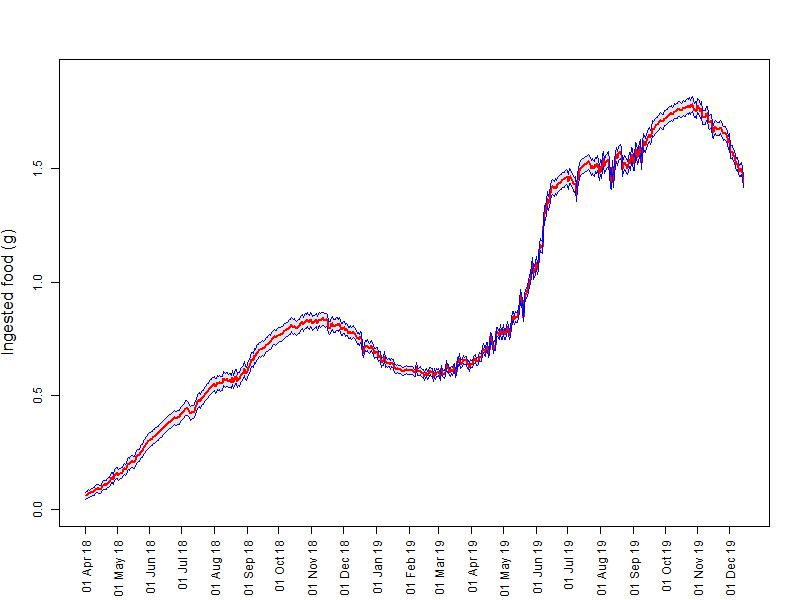 Ingested food (g)
1.5
1.0
0.5
0.0
01 Apr 18
01 May 18
01 Jun 18
01 Jul 18
01 Aug 18
01 Sep 18
01 Oct 18
01 Nov 18
01 Dec 18
01 Jan 19
01 Feb 19
01 Mar 19
01 Apr 19
01 May 19
01 Jun 19
01 Jul 19
01 Aug 19
01 Sep 19
01 Oct 19
01 Nov 19
01 Dec 19